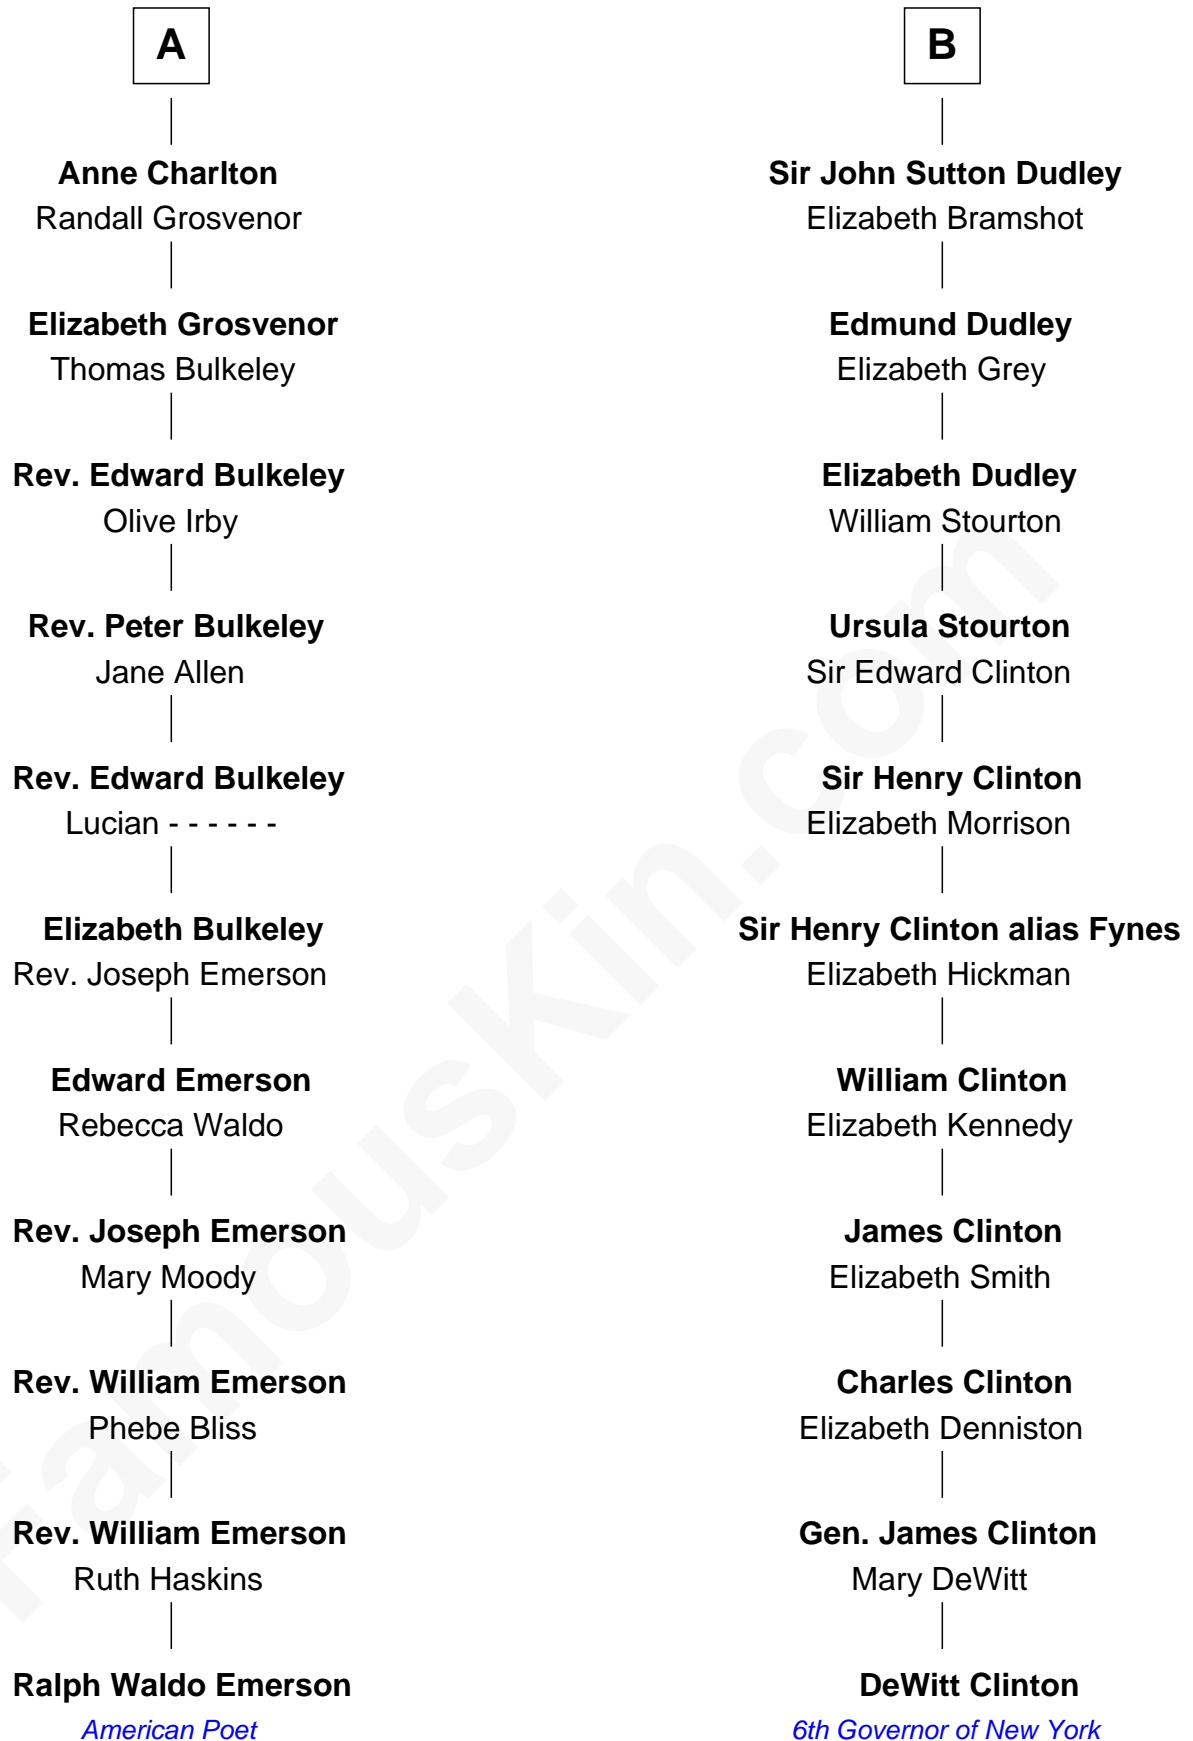 A
Anne Charlton
Randall Grosvenor
Elizabeth Grosvenor
Thomas Bulkeley
Rev. Edward Bulkeley
Olive Irby
Rev. Peter Bulkeley
Jane Allen
Rev. Edward Bulkeley
Lucian - - - - - -
Elizabeth Bulkeley
Rev. Joseph Emerson
Edward Emerson
Rebecca Waldo
Rev. Joseph Emerson
Mary Moody
Rev. William Emerson
Phebe Bliss
Rev. William Emerson
Ruth Haskins
Ralph Waldo Emerson
American Poet
B
Sir John Sutton Dudley
Elizabeth Bramshot
Edmund Dudley
Elizabeth Grey
Elizabeth Dudley
William Stourton
Ursula Stourton
Sir Edward Clinton
Sir Henry Clinton
Elizabeth Morrison
Sir Henry Clinton alias Fynes
Elizabeth Hickman
William Clinton
Elizabeth Kennedy
James Clinton
Elizabeth Smith
Charles Clinton
Elizabeth Denniston
Gen. James Clinton
Mary DeWitt
DeWitt Clinton
6th Governor of New York
FamousKin.com